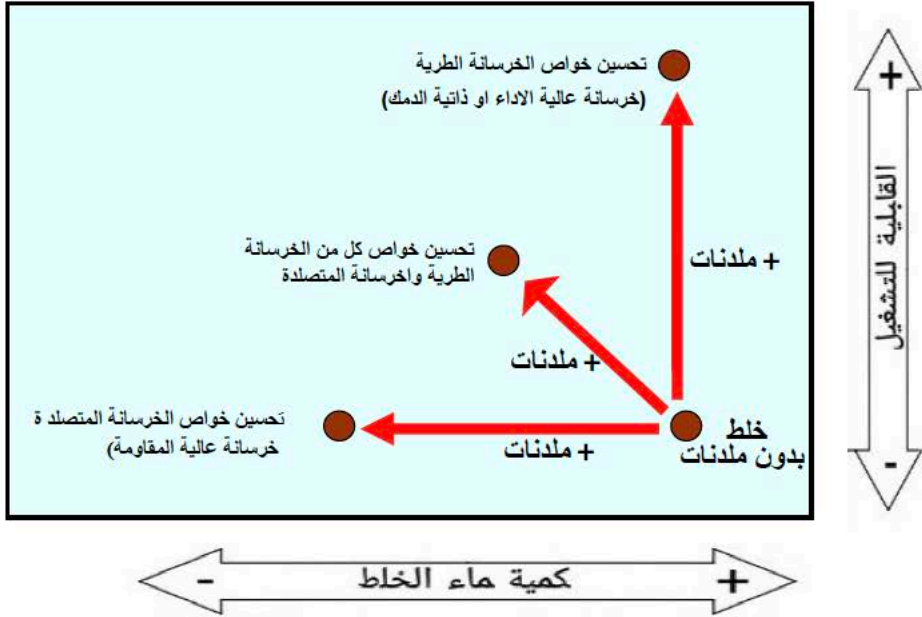 تحسين خواص الخرسانة الطرية
(خرسانة عالية الاداء او ذاتية الدمك)
+
القابلية للتشغيل
-
+ ملدنات
تحسين خواص كل من الخرسانة
الطرية واخرسانة المتصلدة
+ ملدنات
تحسين خواص الخرسانة المتصلد ة
خرسانة عالية المقاومة)
+ ملدنات
خلط
بدون ملدنات
+
كمية ماء الخلط
-